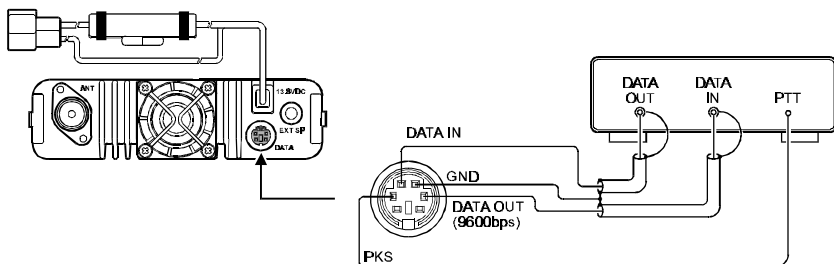 ANT
13.8VDC
EXT SP
DATA
DATA IN
GND
DATA OUT
(9600bps)
PKS
DATA
OUT
DATA
IN
PTT